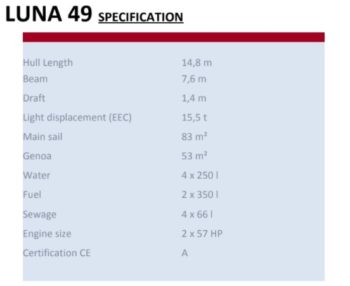 LUNA 49 SPECIFICATION
Hull Length 14,8 m
Beam 7,6 m
Draft 1,4 m
Light displacement (EEC) 15,5 t
Main sail 83 m²
Genoa 53 m²
Water 4 x 250 l
Fuel 2 x 350 l
Sewage 4 x 66 l
Engine size 2 x 57 HP
Certification CE A